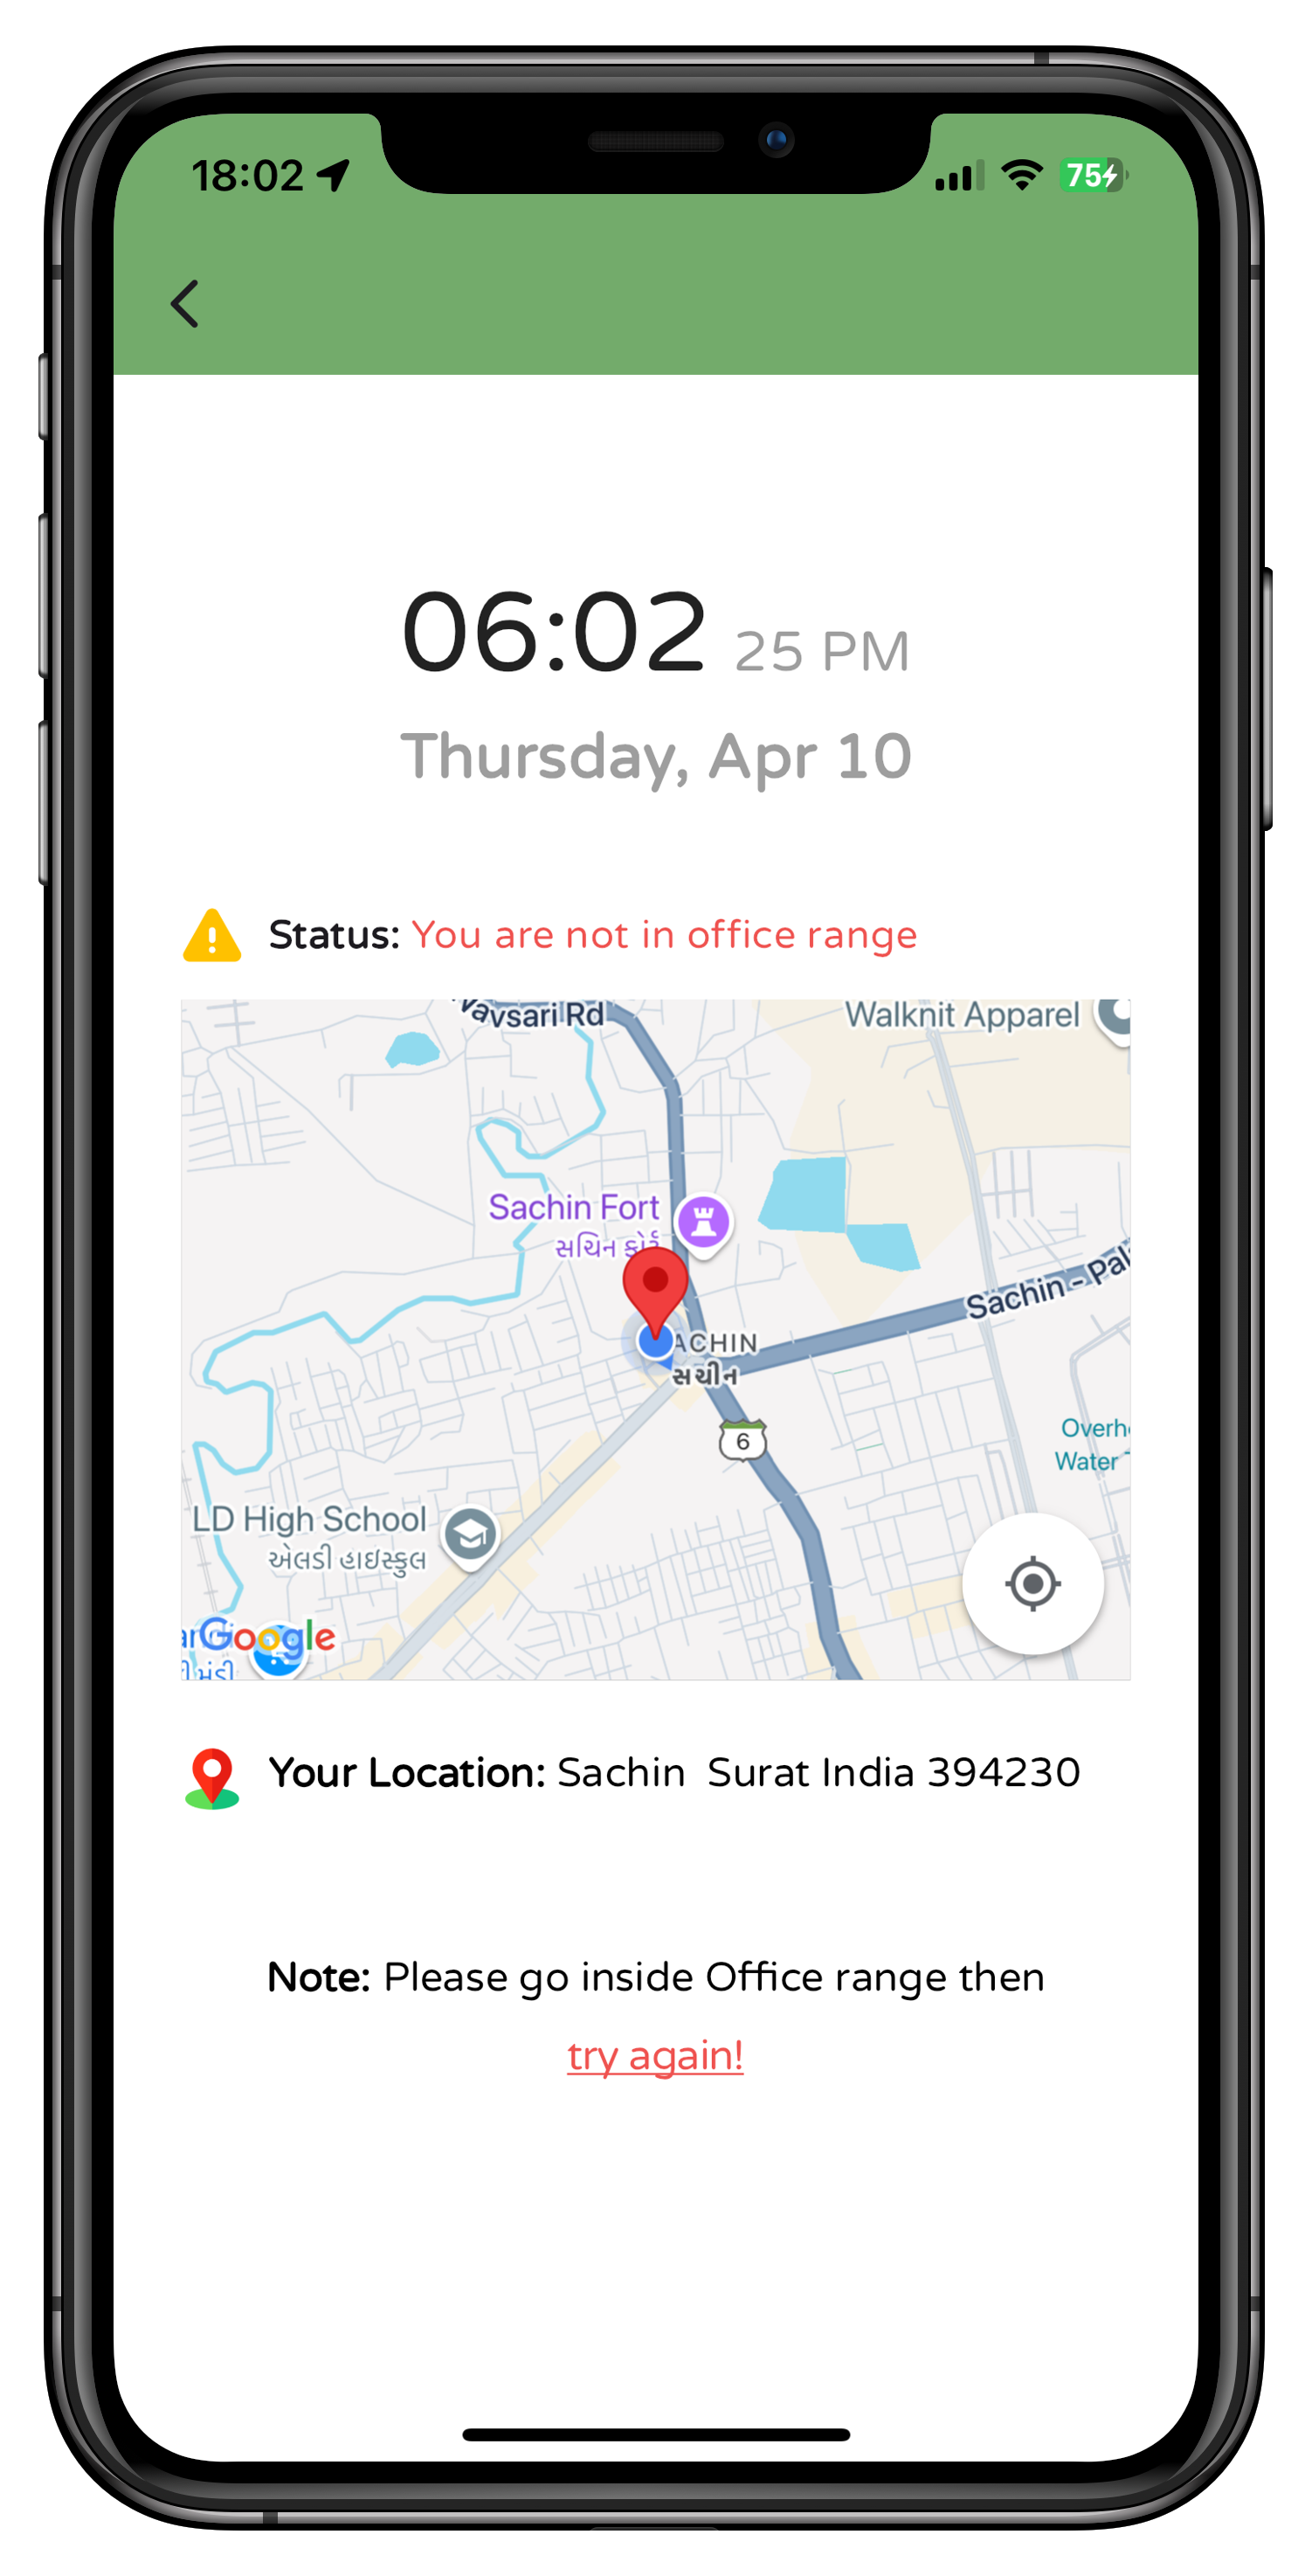 18:02
75
06:02 25 PM
Thursday, Apr 10
Status: You are not in office range
Navsari Rd
Walknit Apparel
Sachin Fort
સચિન ફોર્ટ
Sachin - Pal
ACHIN
સચીન
6
Overh
Water T
LD High School
એલડી હાઇસ્કુલ
Google
Your Location: Sachin Surat India 394230
Note: Please go inside Office range then
try again!